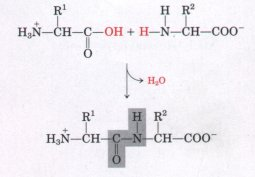 R¹ H R²
H₃N⁺—CH—C—OH + H—N—CH—COO⁻
O
H₂O
R¹ H R²
H₃N⁺—CH—C—N—CH—COO⁻
O